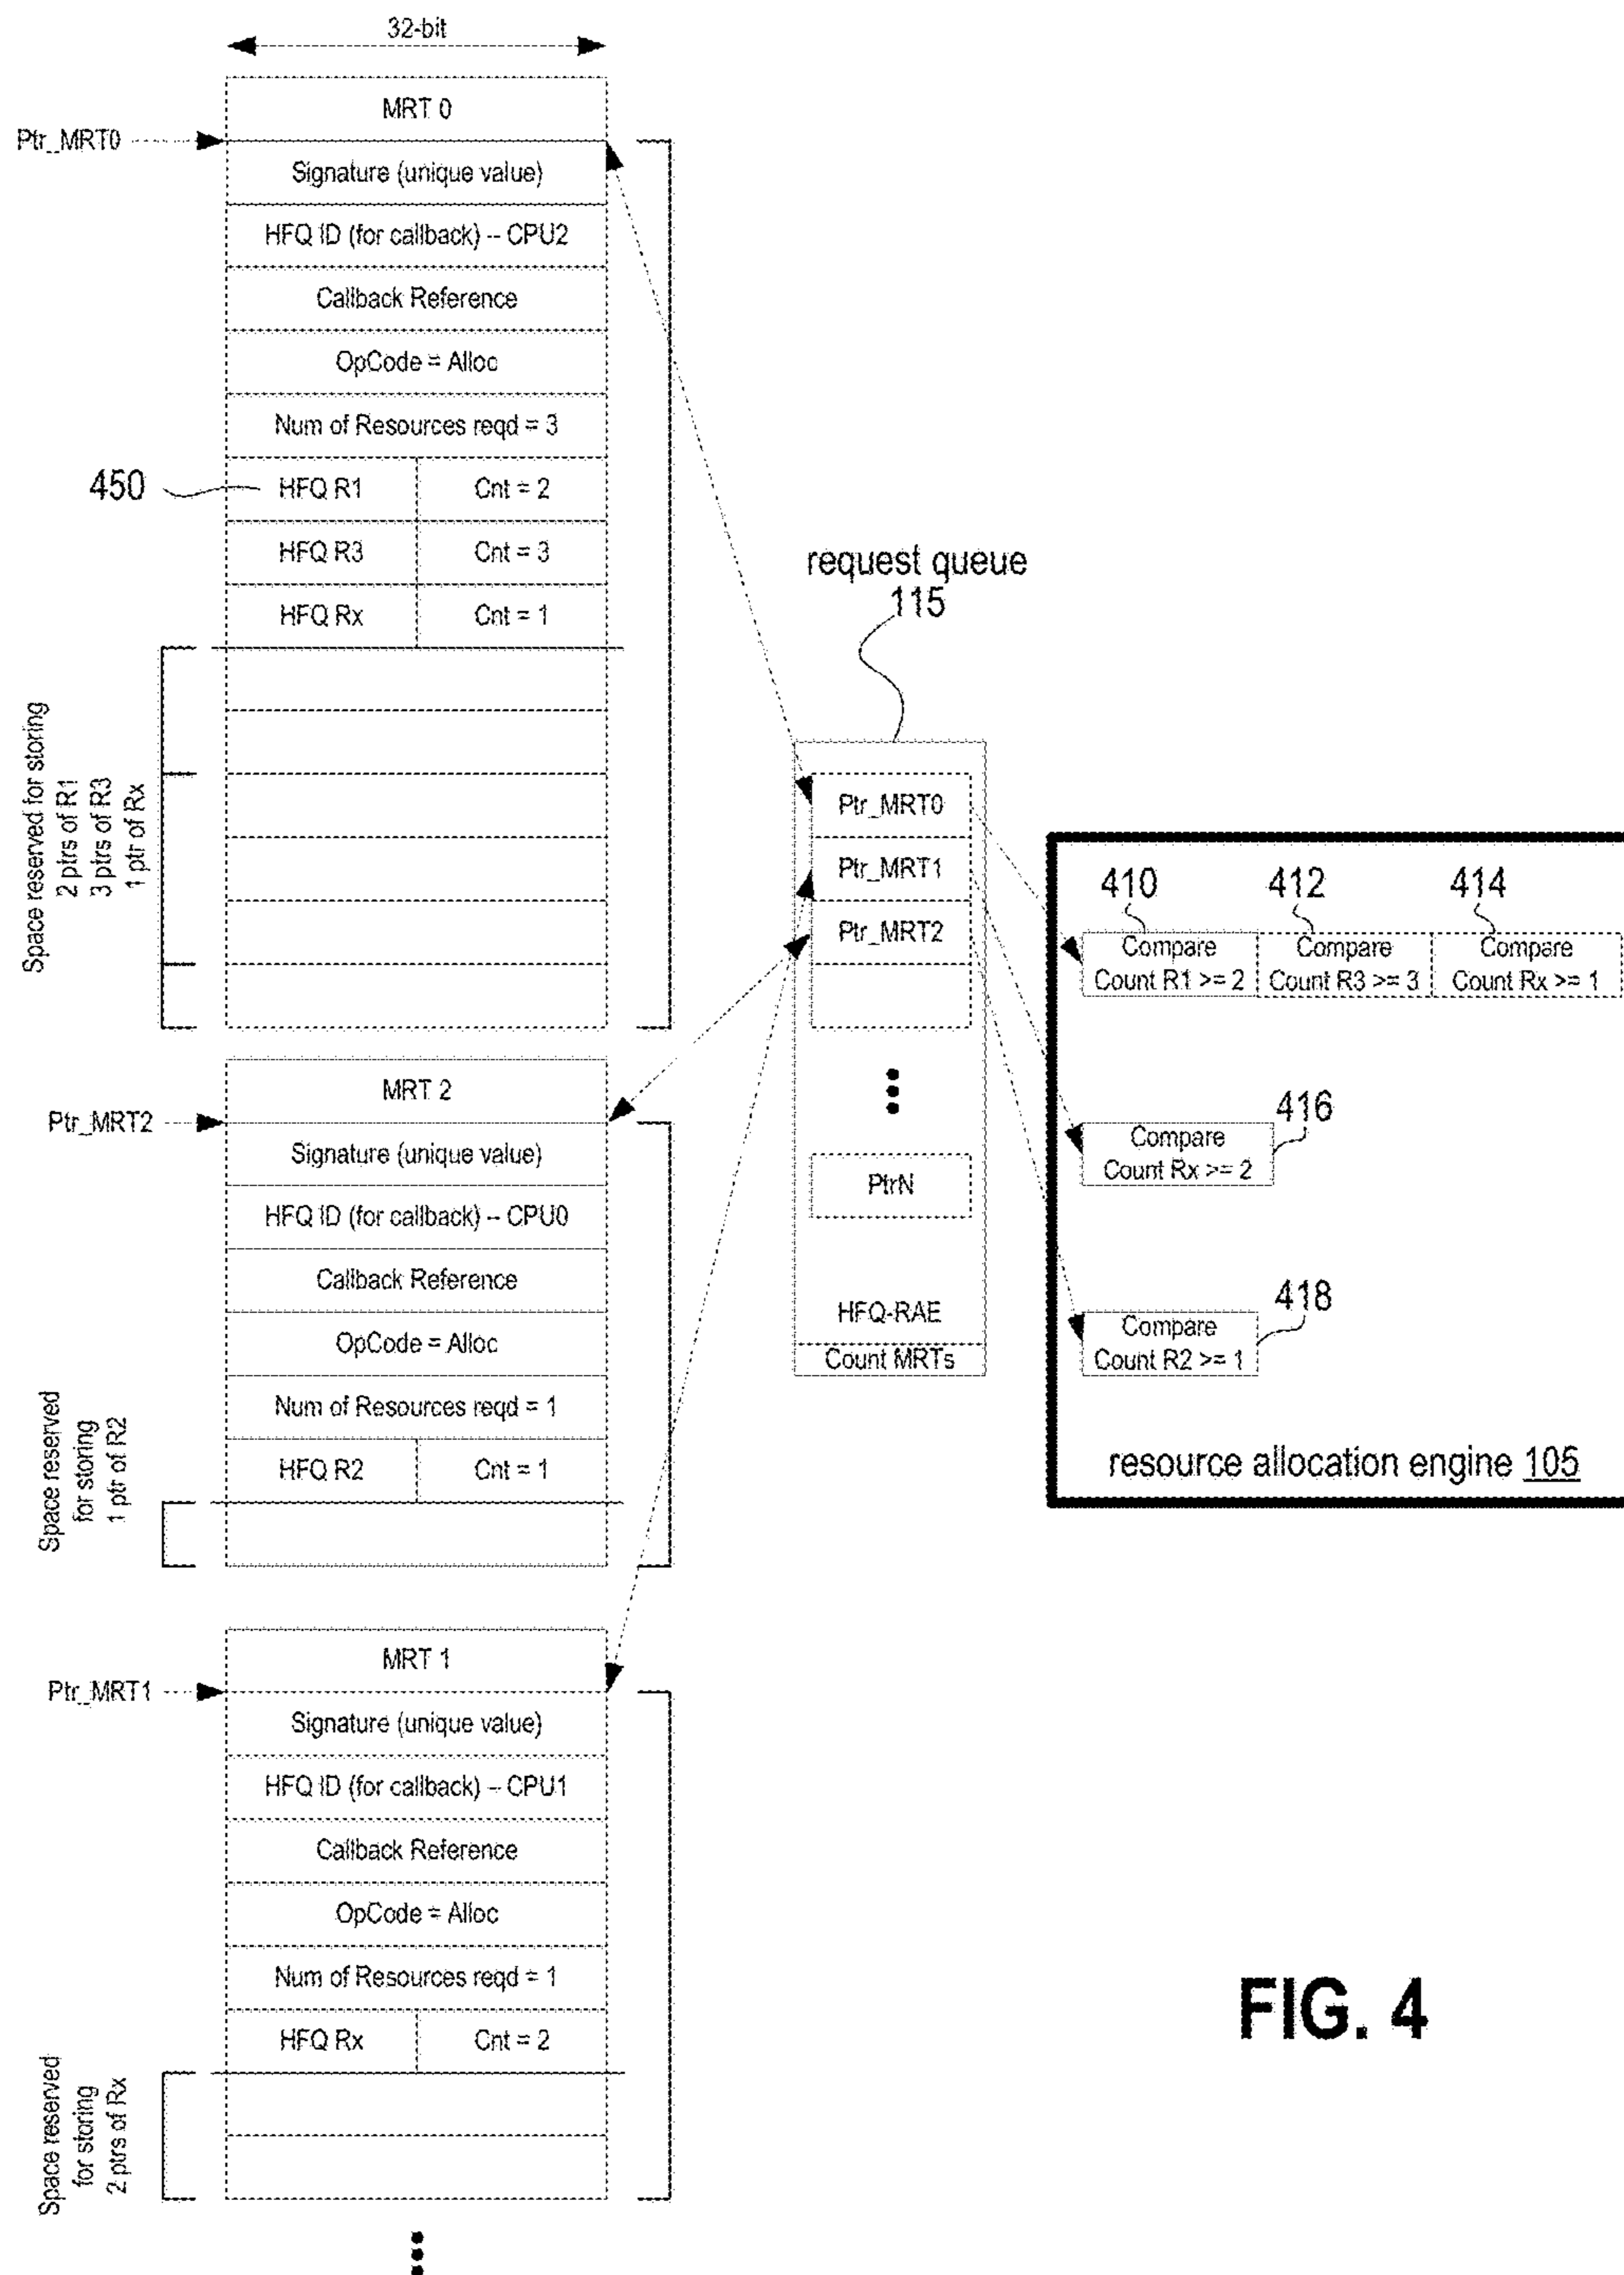 32-bit
MRT 0
Ptr_MRT0
Signature (unique value)
HFQ ID (for callback) -- CPU2
Callback Reference
OpCode = Alloc
Num of Resources reqd = 3
450
HFQ R1 Cnt = 2
HFQ R3 Cnt = 3
HFQ Rx Cnt = 1
Space reserved for storing
2 ptrs of R1
3 ptrs of R3
1 ptr of Rx
MRT 2
Ptr_MRT2
Signature (unique value)
HFQ ID (for callback) -- CPU0
Callback Reference
OpCode = Alloc
Num of Resources reqd = 1
HFQ R2 Cnt = 1
Space reserved
for storing
1 ptr of R2
MRT 1
Ptr_MRT1
Signature (unique value)
HFQ ID (for callback) -- CPU1
Callback Reference
OpCode = Alloc
Num of Resources reqd = 1
HFQ Rx Cnt = 2
Space reserved
for storing
2 ptrs of Rx
request queue
115
Ptr_MRT0
Ptr_MRT1
Ptr_MRT2
PtrN
HFQ-RAE
Count MRTs
410
Compare
Count R1 >= 2
412
Compare
Count R3 >= 3
414
Compare
Count Rx >= 1
416
Compare
Count Rx >= 2
418
Compare
Count R2 >= 1
resource allocation engine 105
FIG. 4